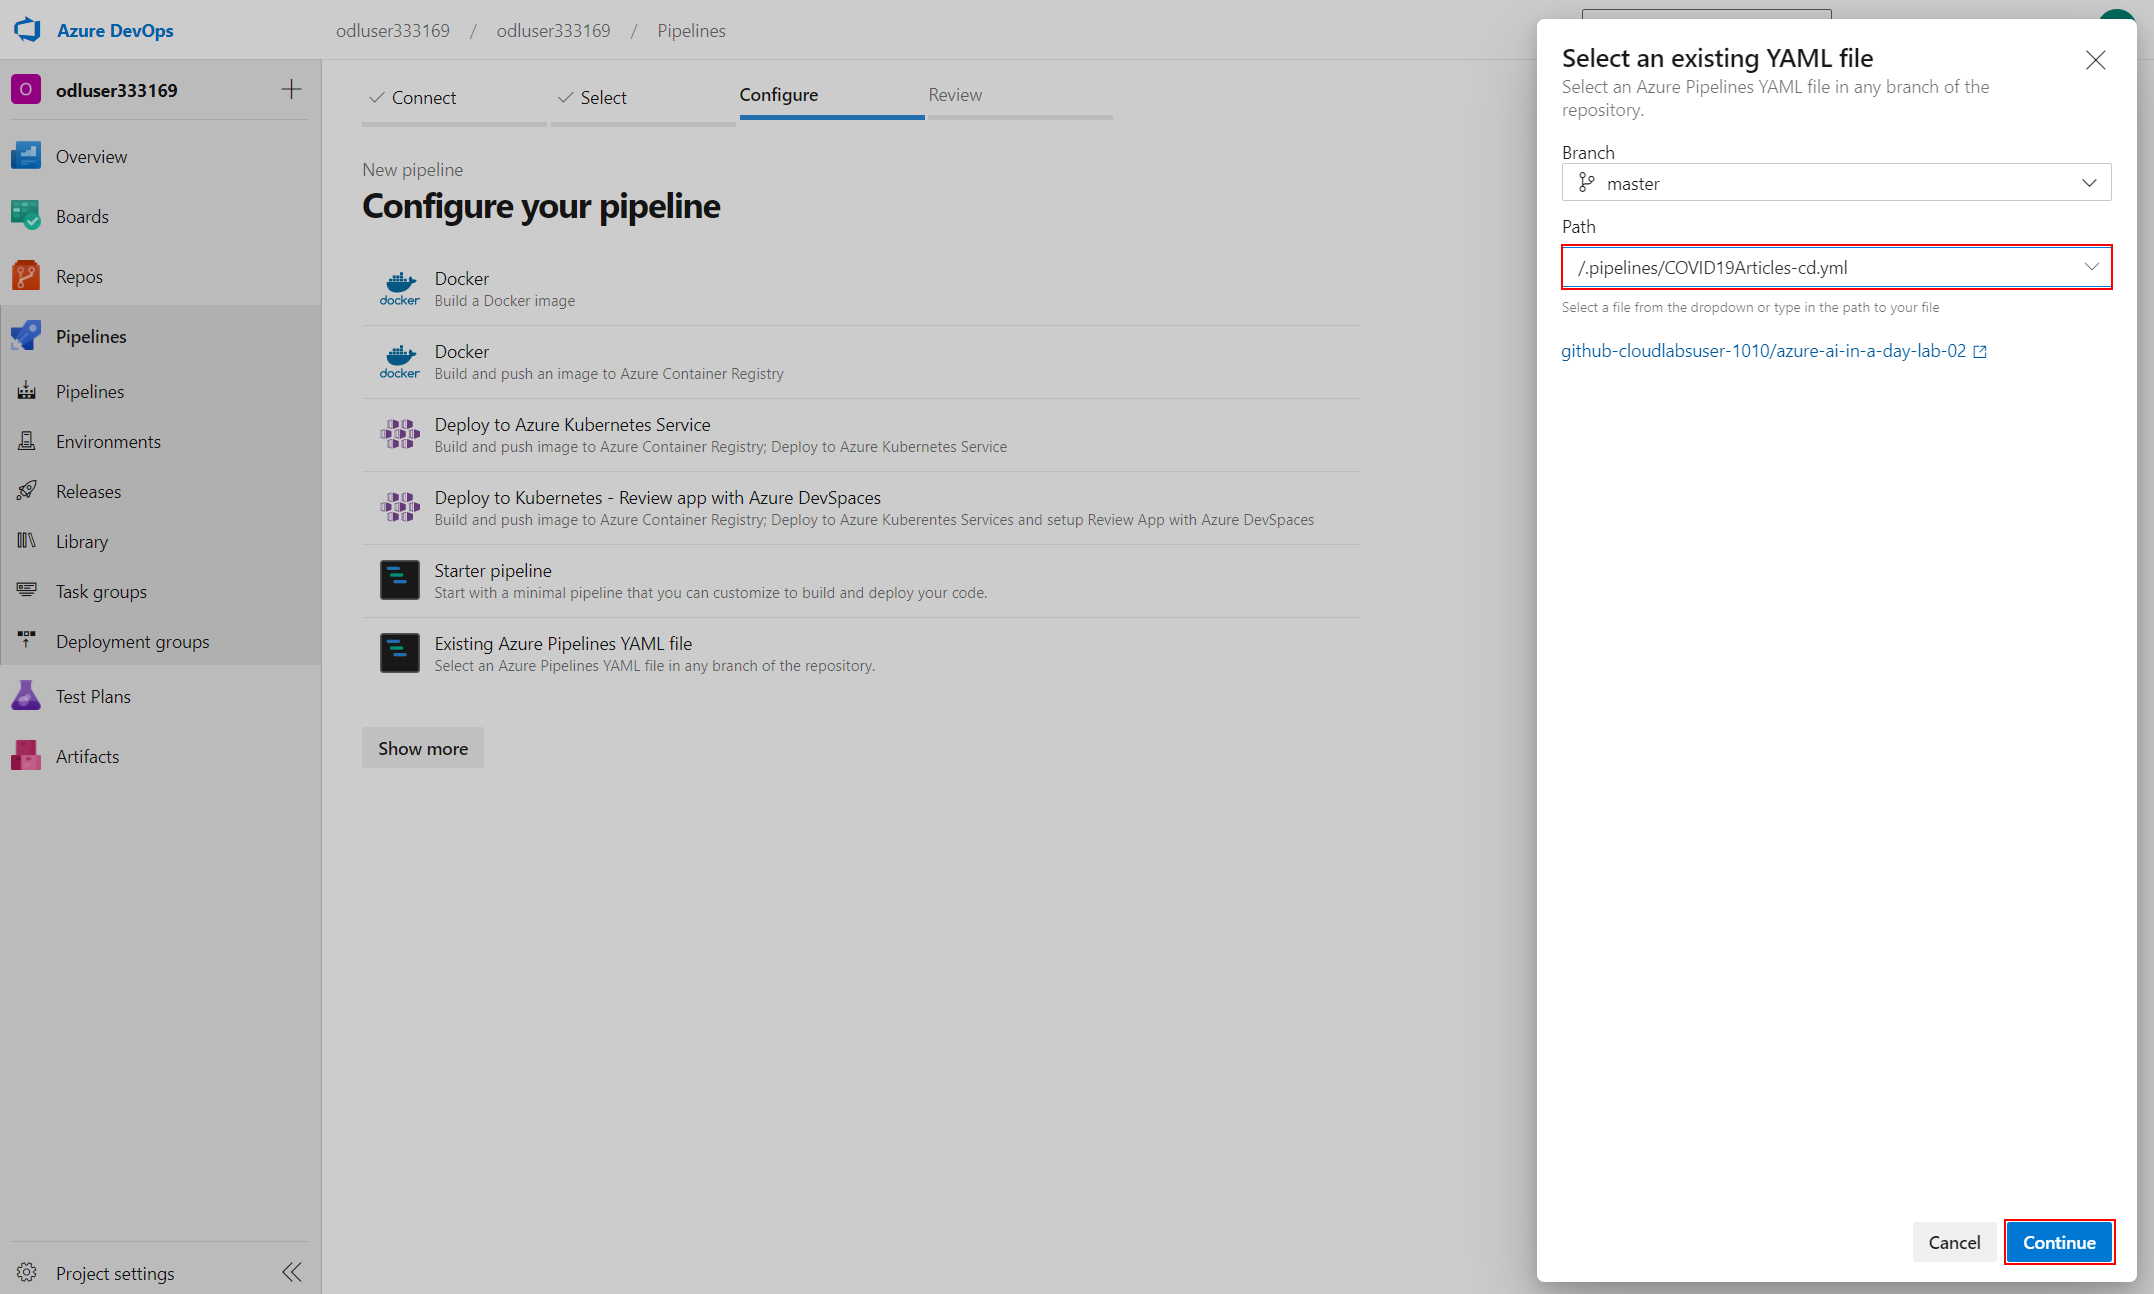 Azure DevOps
odluser333169 / odluser333169 / Pipelines
O odluser333169
Overview
Boards
Repos
Pipelines
Pipelines
Environments
Releases
Library
Task groups
Deployment groups
Test Plans
Artifacts
Project settings
Connect Select Configure Review
New pipeline
Configure your pipeline
docker
Docker
Build a Docker image
docker
Docker
Build and push an image to Azure Container Registry
Deploy to Azure Kubernetes Service
Build and push image to Azure Container Registry; Deploy to Azure Kubernetes Service
Deploy to Kubernetes - Review app with Azure DevSpaces
Build and push image to Azure Container Registry; Deploy to Azure Kuberentes Services and setup Review App with Azure DevSpaces
Starter pipeline
Start with a minimal pipeline that you can customize to build and deploy your code.
Existing Azure Pipelines YAML file
Select an Azure Pipelines YAML file in any branch of the repository.
Show more
Select an existing YAML file
Select an Azure Pipelines YAML file in any branch of the
repository.
Branch
master
Path
/.pipelines/COVID19Articles-cd.yml
Select a file from the dropdown or type in the path to your file
github-cloudlabsuser-1010/azure-ai-in-a-day-lab-02
Cancel Continue